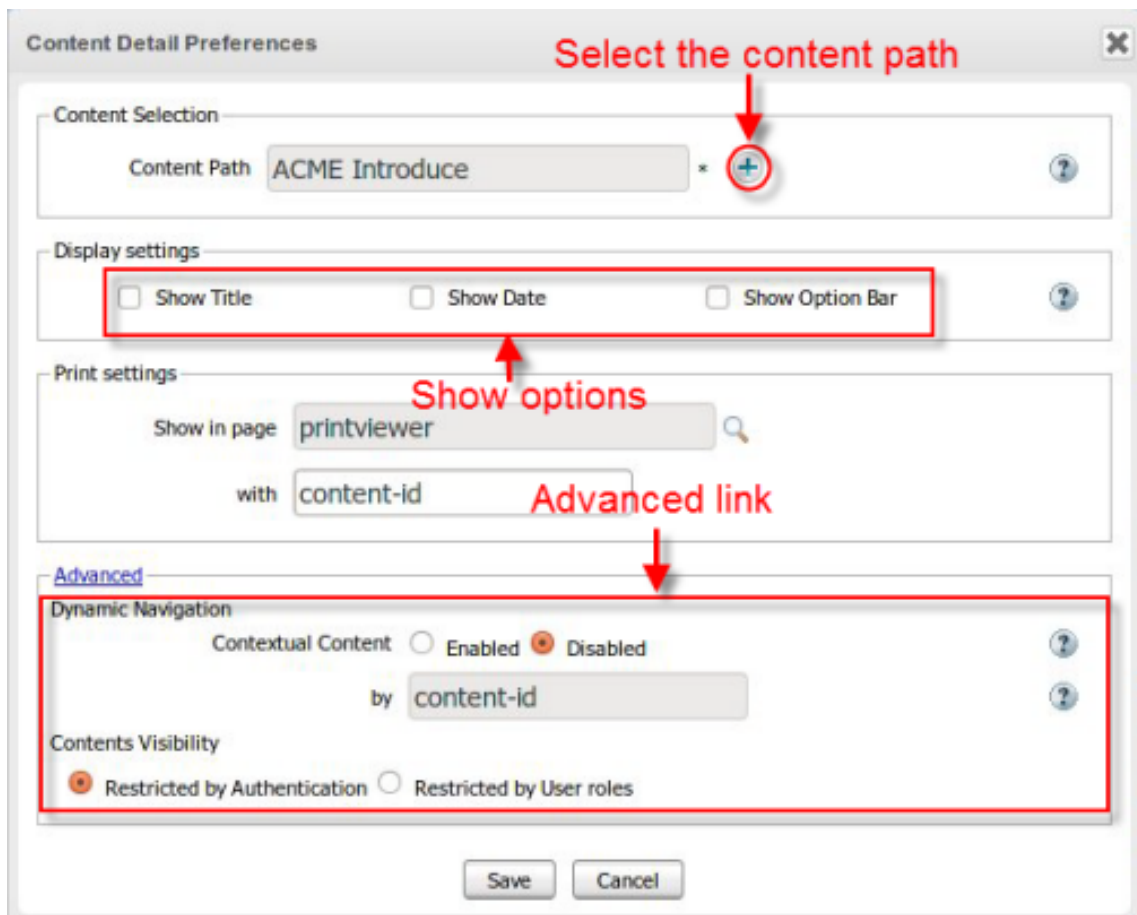 Content Detail Preferences
Select the content path
Content Selection
Content Path ACME Introduce *
Display settings
Show Title Show Date Show Option Bar
Show options
Print settings
Show in page printviewer
with content-id
Advanced link
Advanced
Dynamic Navigation
Contextual Content Enabled Disabled
by content-id
Contents Visibility
Restricted by Authentication Restricted by User roles
Save Cancel